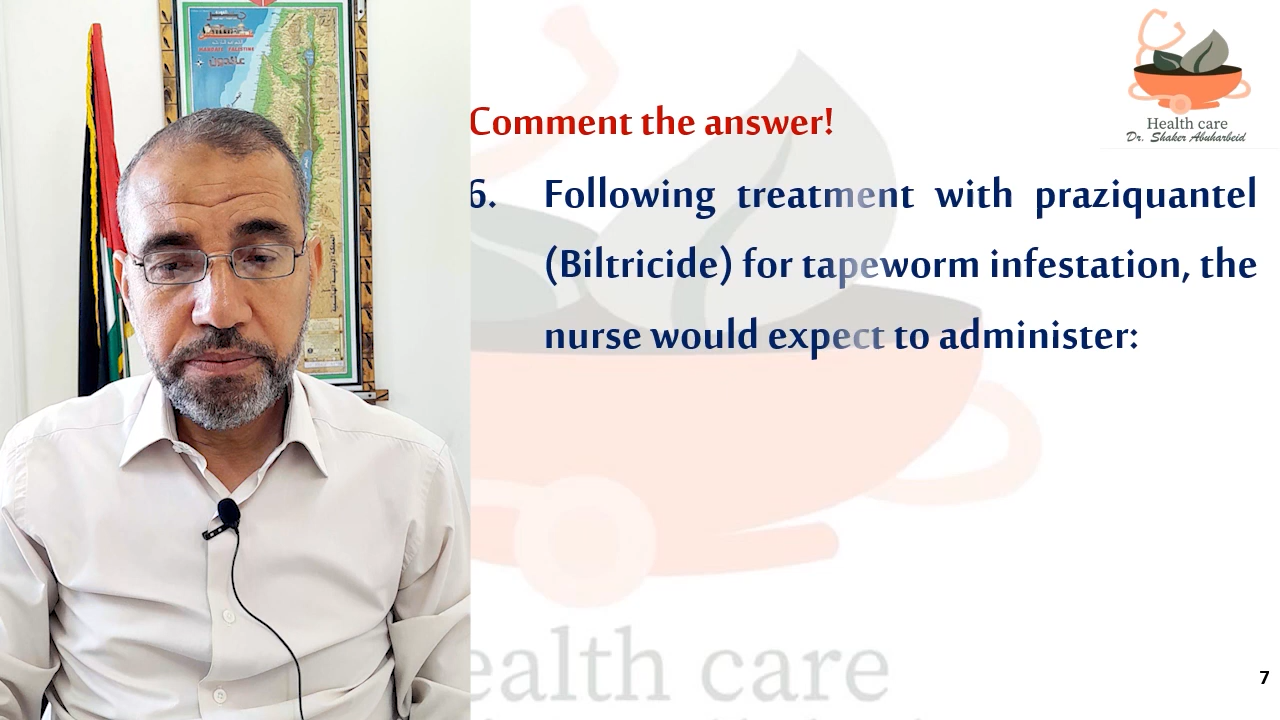 Comment the answer!
6. Following treatment with praziquantel
(Biltricide) for tapeworm infestation, the
nurse would expect to administer:
Health care
Dr. Shaker Abuharbeid
ealth care
7